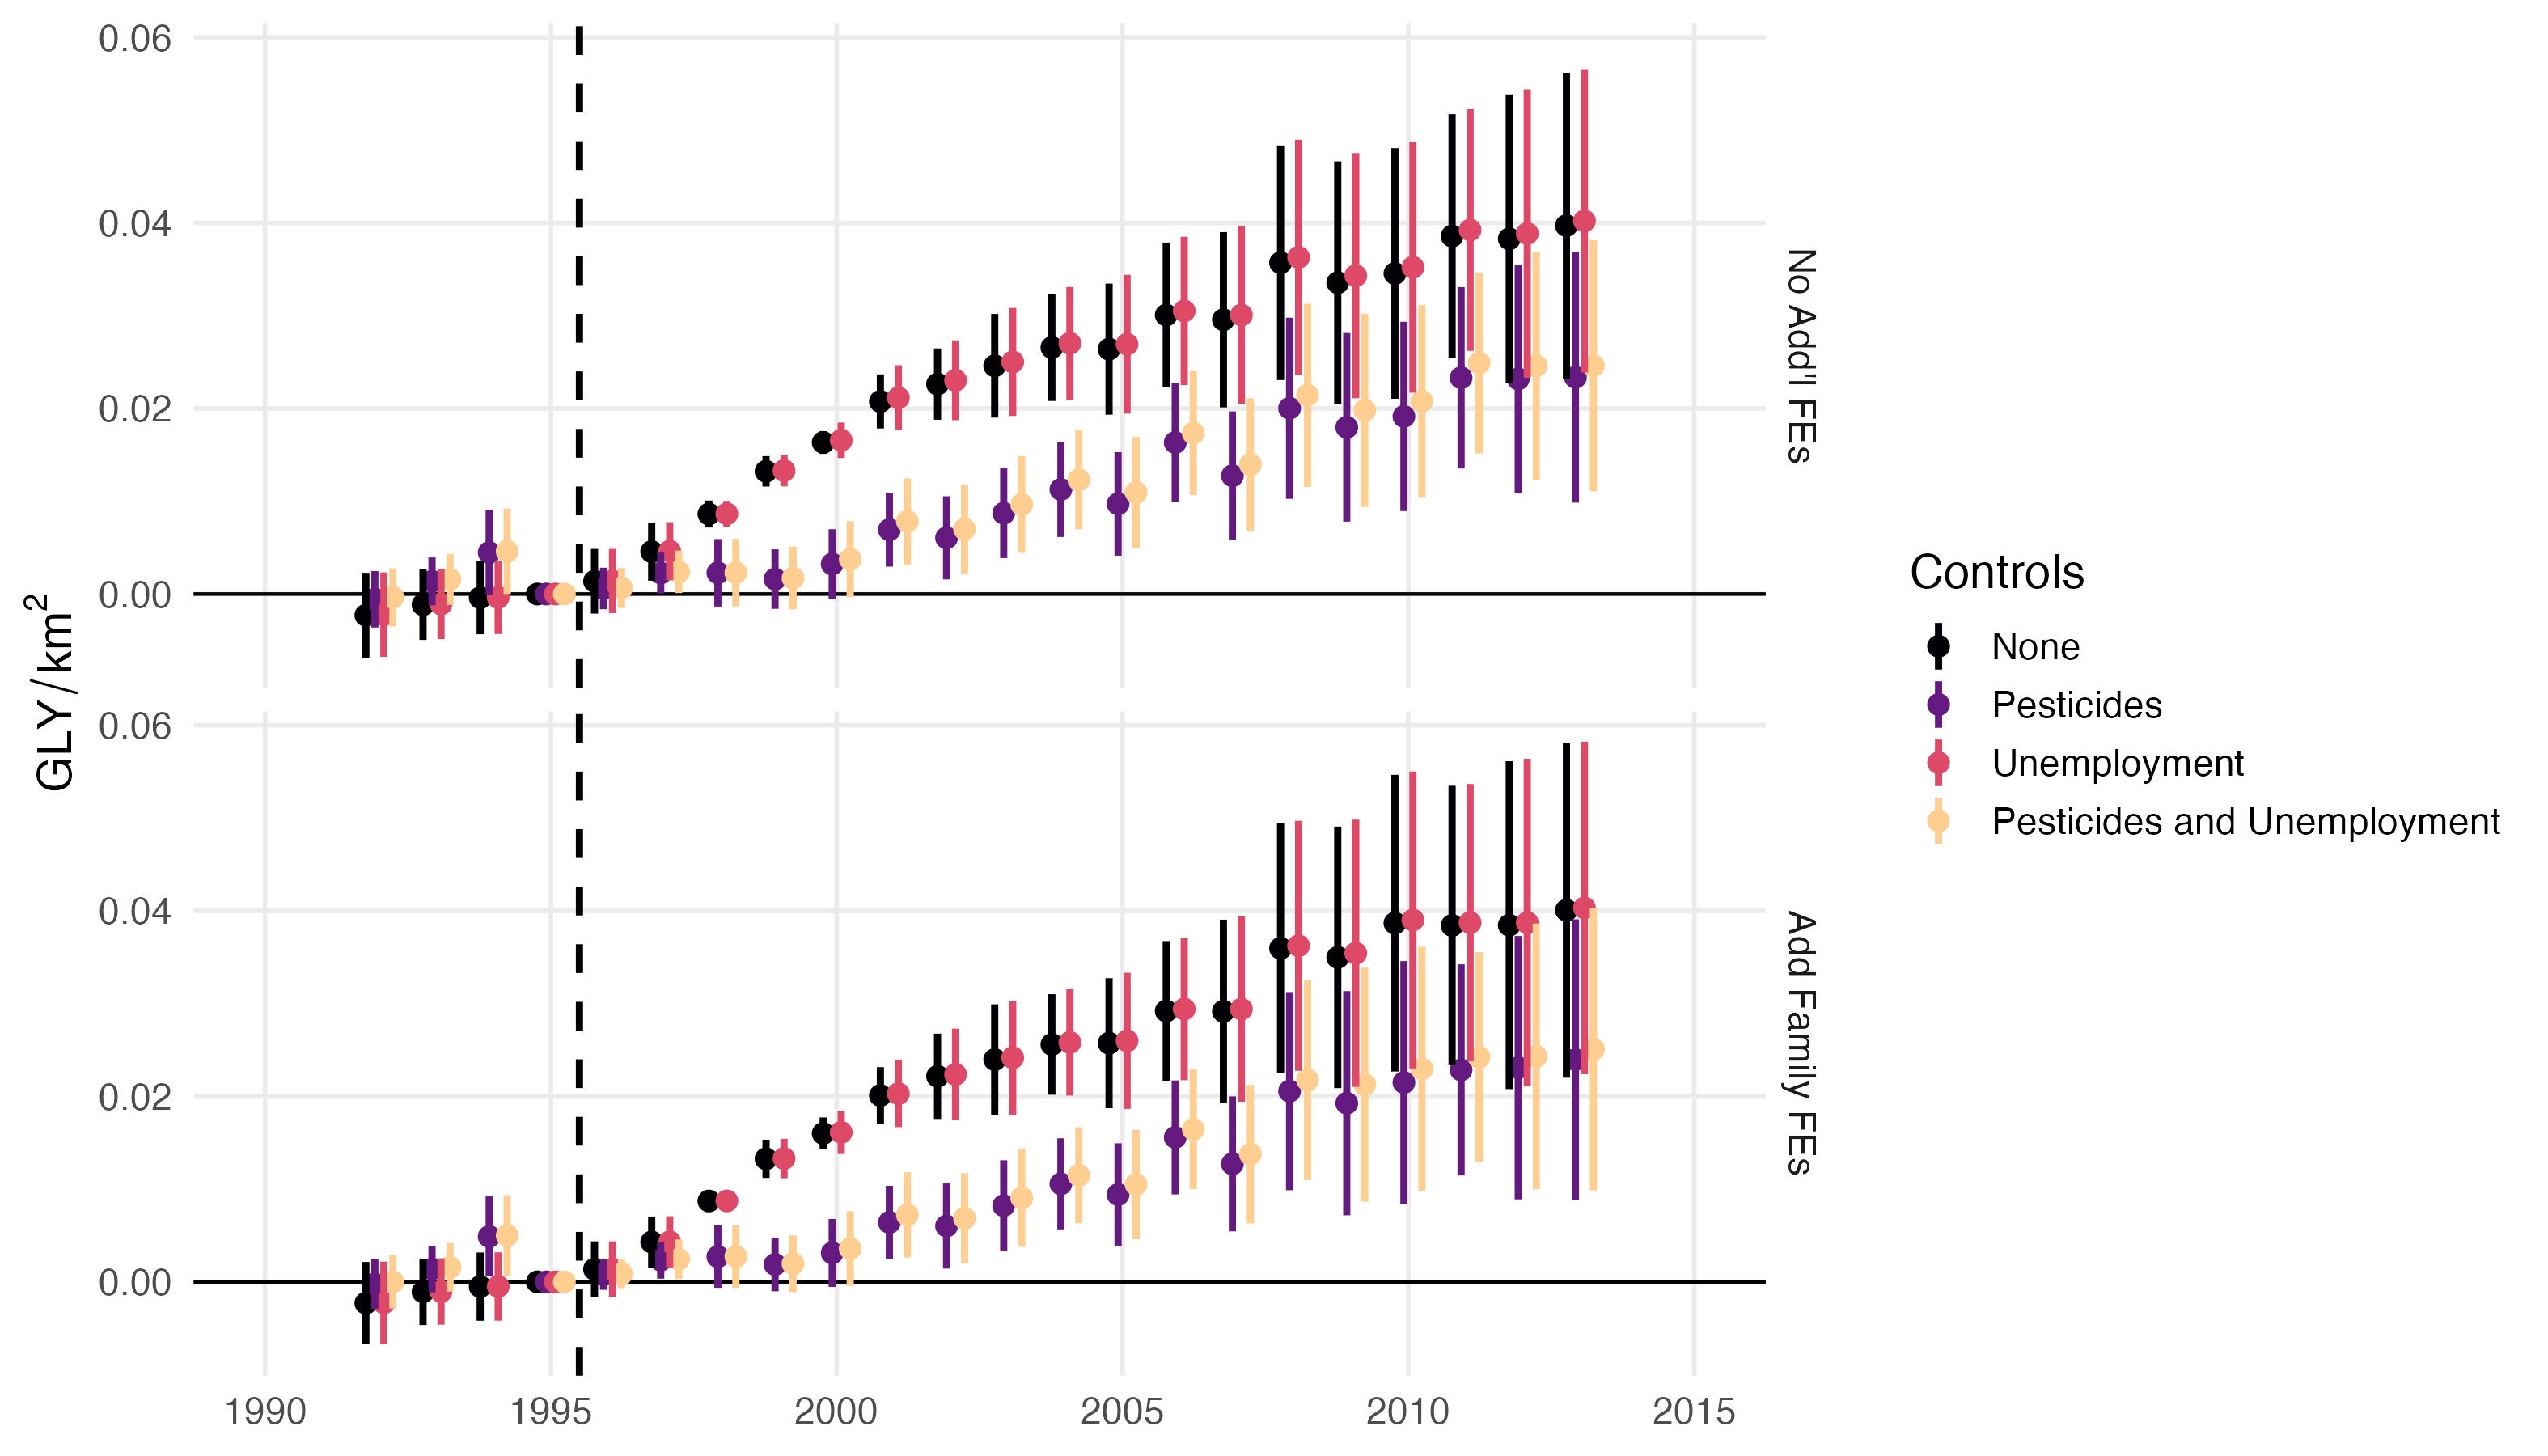 0.06
0.04
0.02
0.00
No Add'l FEs
GLY/km²
0.06
0.04
0.02
0.00
Add Family FEs
1990 1995 2000 2005 2010 2015
Controls
None
Pesticides
Unemployment
Pesticides and Unemployment